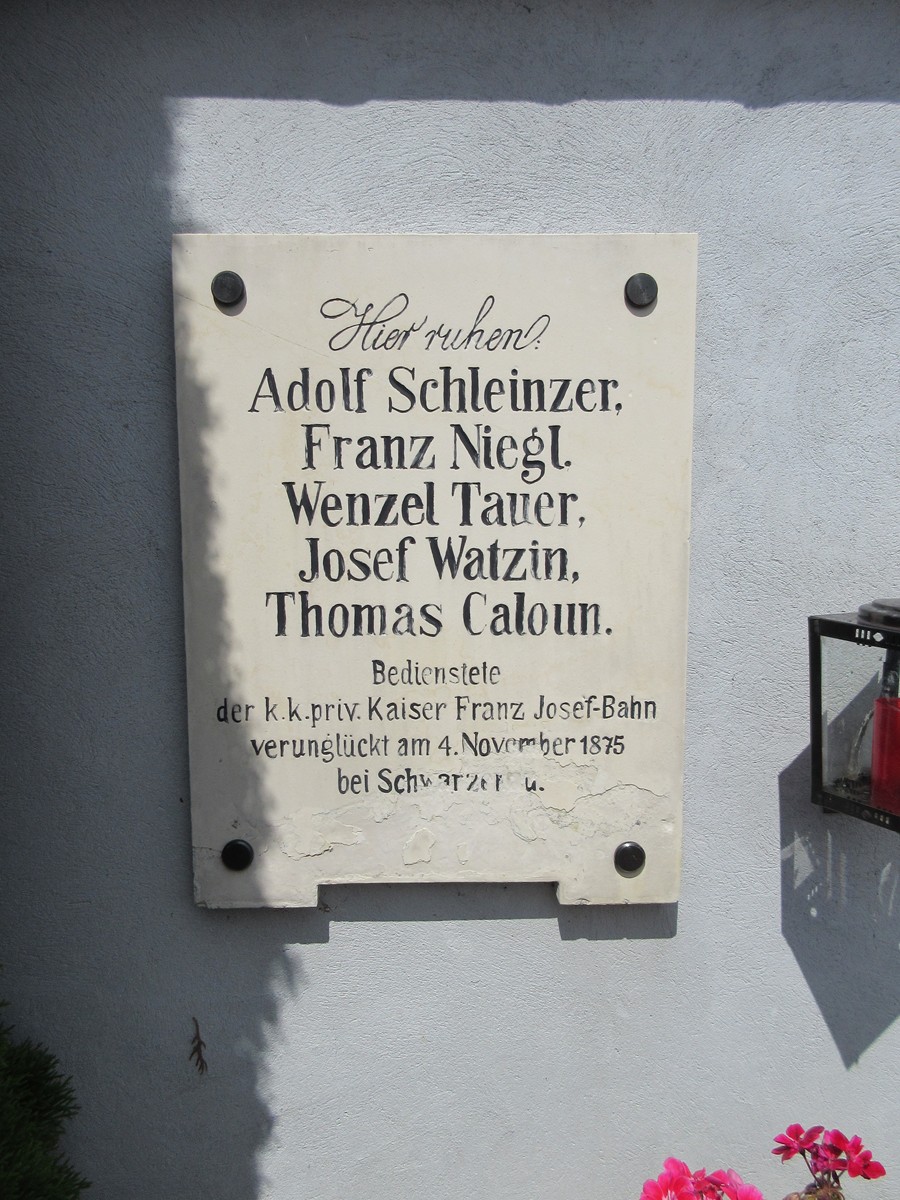 Hier ruhen:
Adolf Schleinzer,
Franz Niegl.
Wenzel Tauer,
Josef Watzin,
Thomas Caloun.
Bedienstete
der k.k.priv. Kaiser Franz Josef-Bahn
verunglückt am 4. November 1875
bei Schwarzenau.